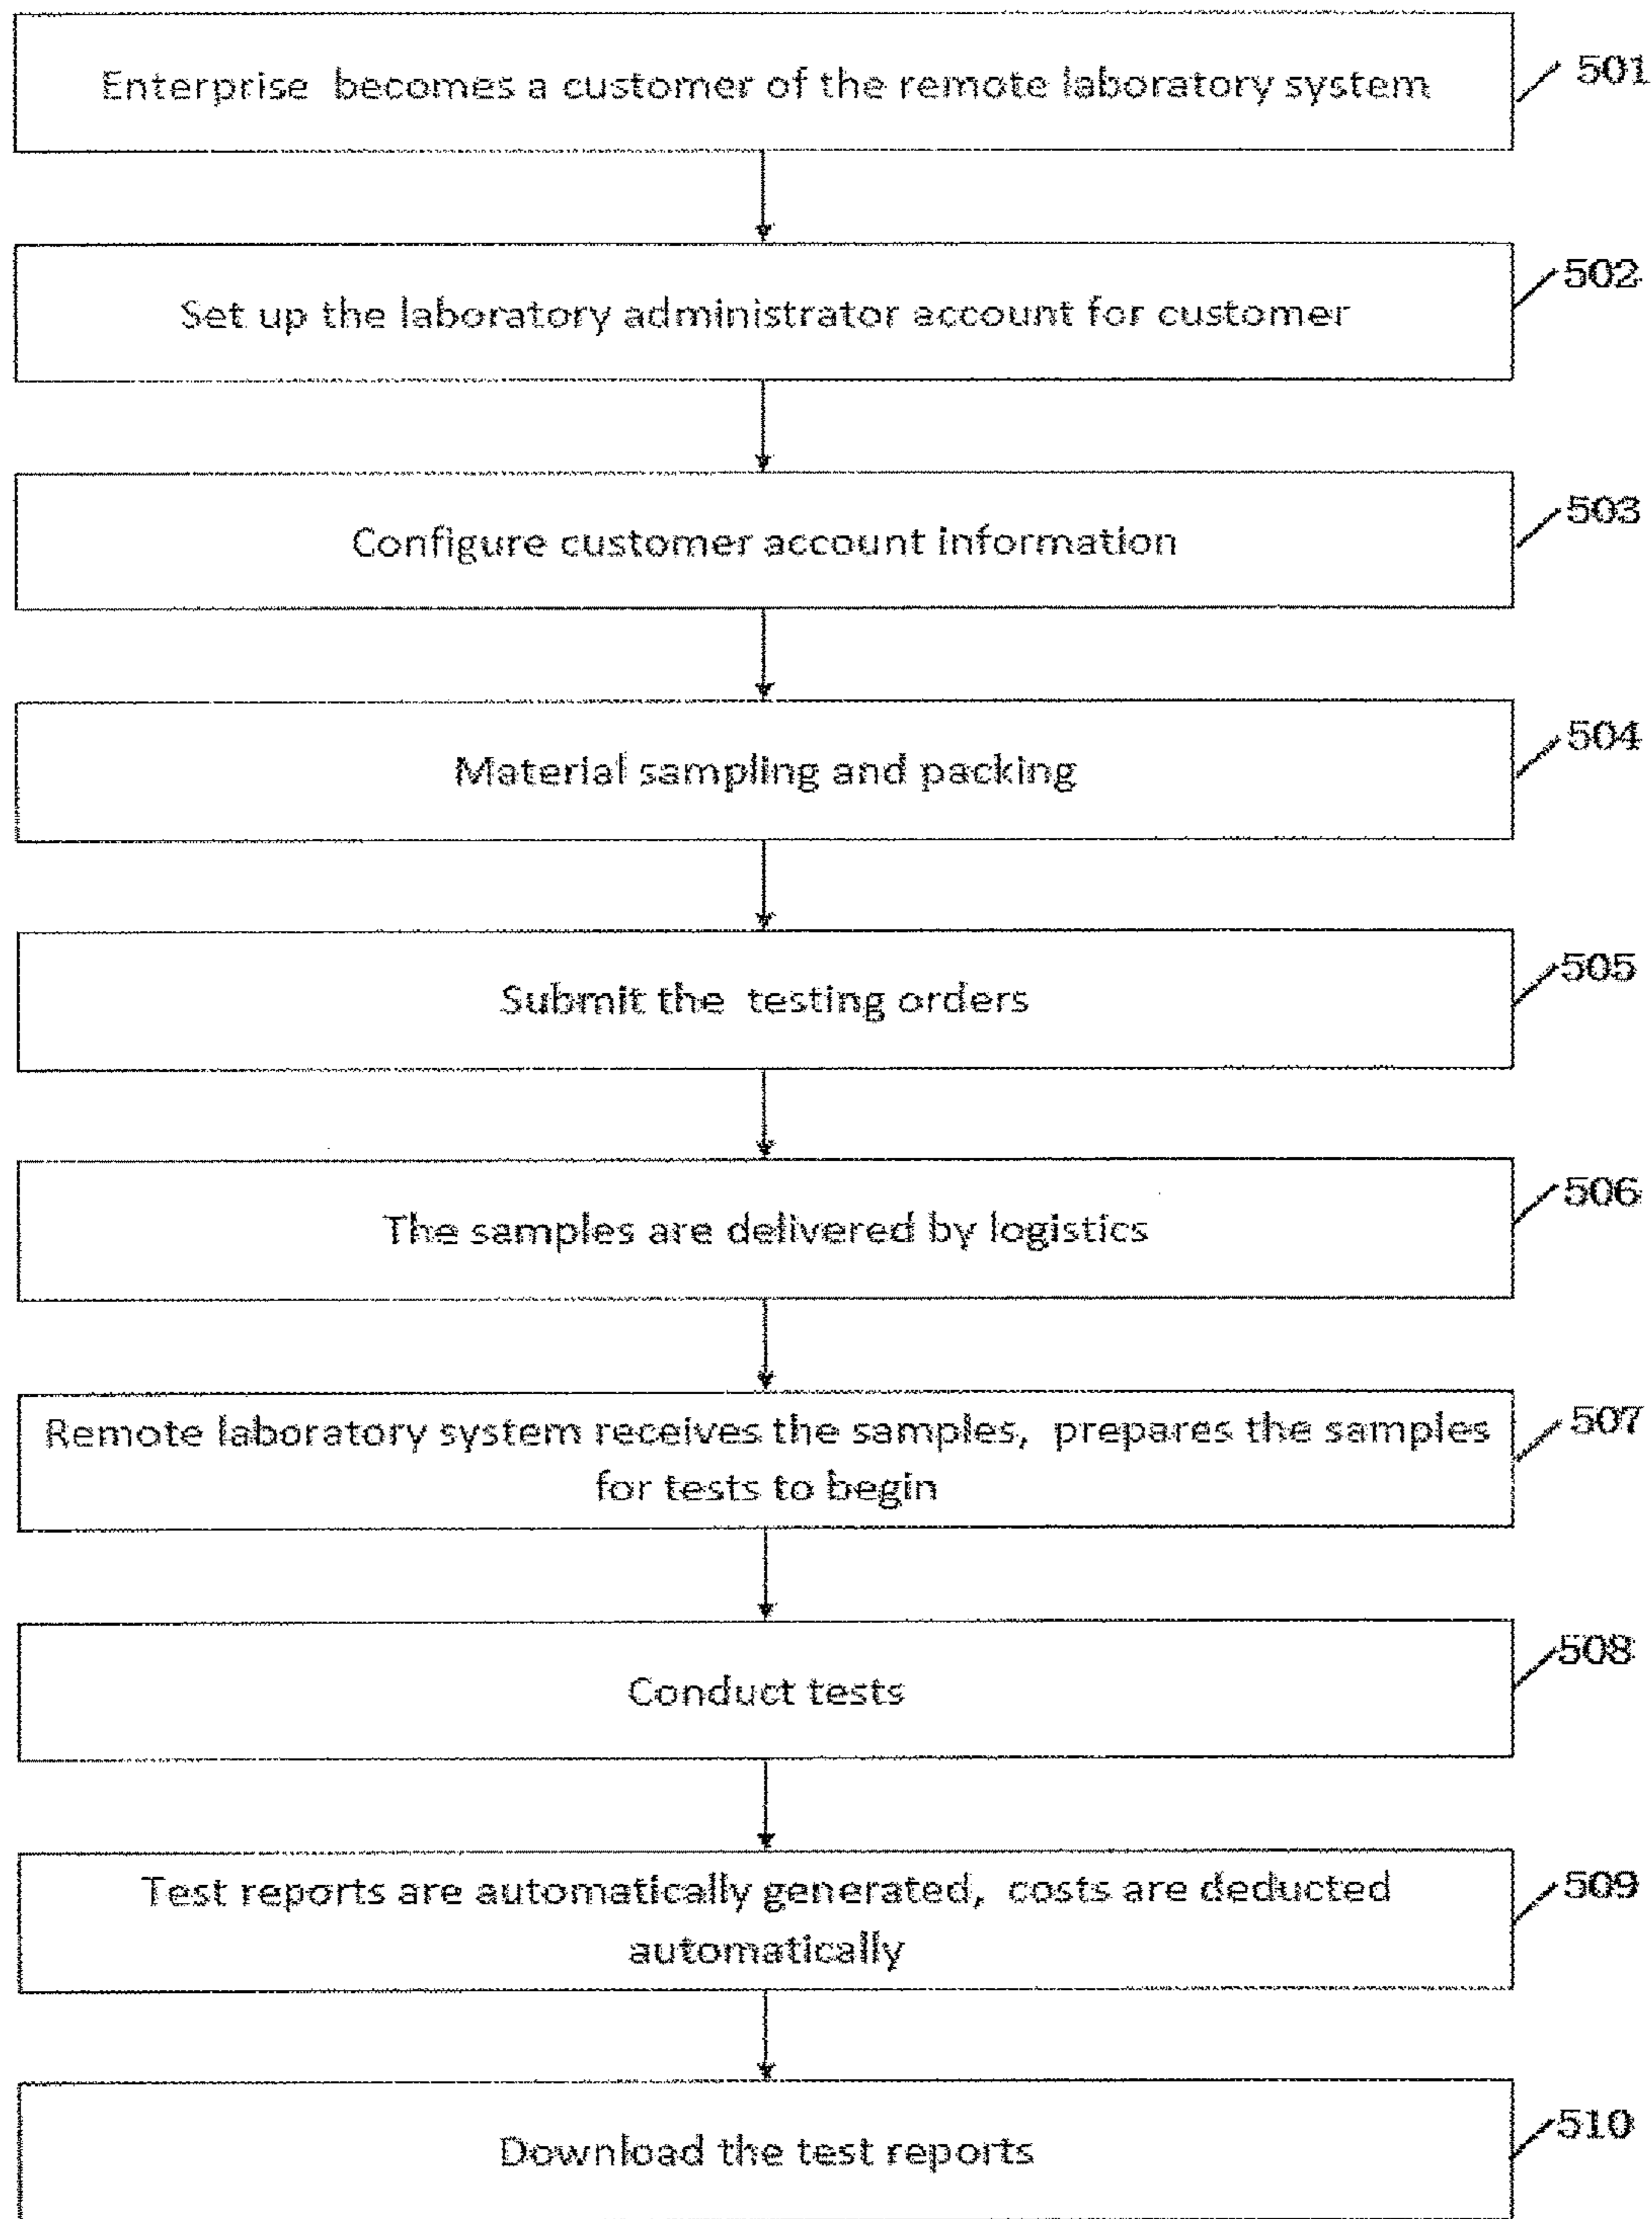 Enterprise becomes a customer of the remote laboratory system
501
Set up the laboratory administrator account for customer
502
Configure customer account information
503
Material sampling and packing
504
Submit the testing orders
505
The samples are delivered by logistics
506
Remote laboratory system receives the samples, prepares the samples
for tests to begin
507
Conduct tests
508
Test reports are automatically generated, costs are deducted
automatically
509
Download the test reports
510